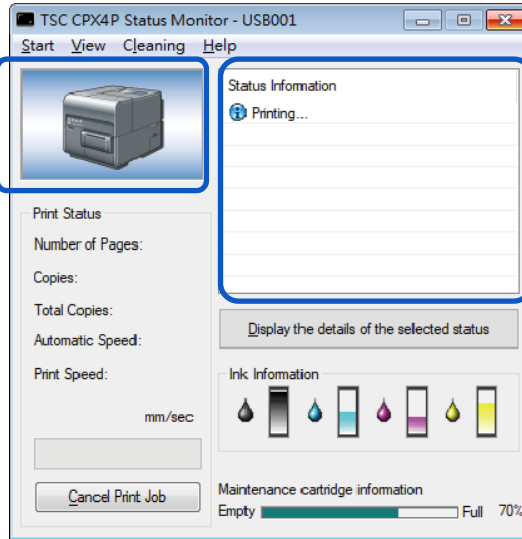 TSC CPX4P Status Monitor - USB001
Start View Cleaning Help
Status Information
Printing...
Print Status
Number of Pages:
Copies:
Total Copies:
Automatic Speed:
Print Speed:
mm/sec
Cancel Print Job
Display the details of the selected status
Ink Information
Maintenance cartridge information
Empty Full 70%